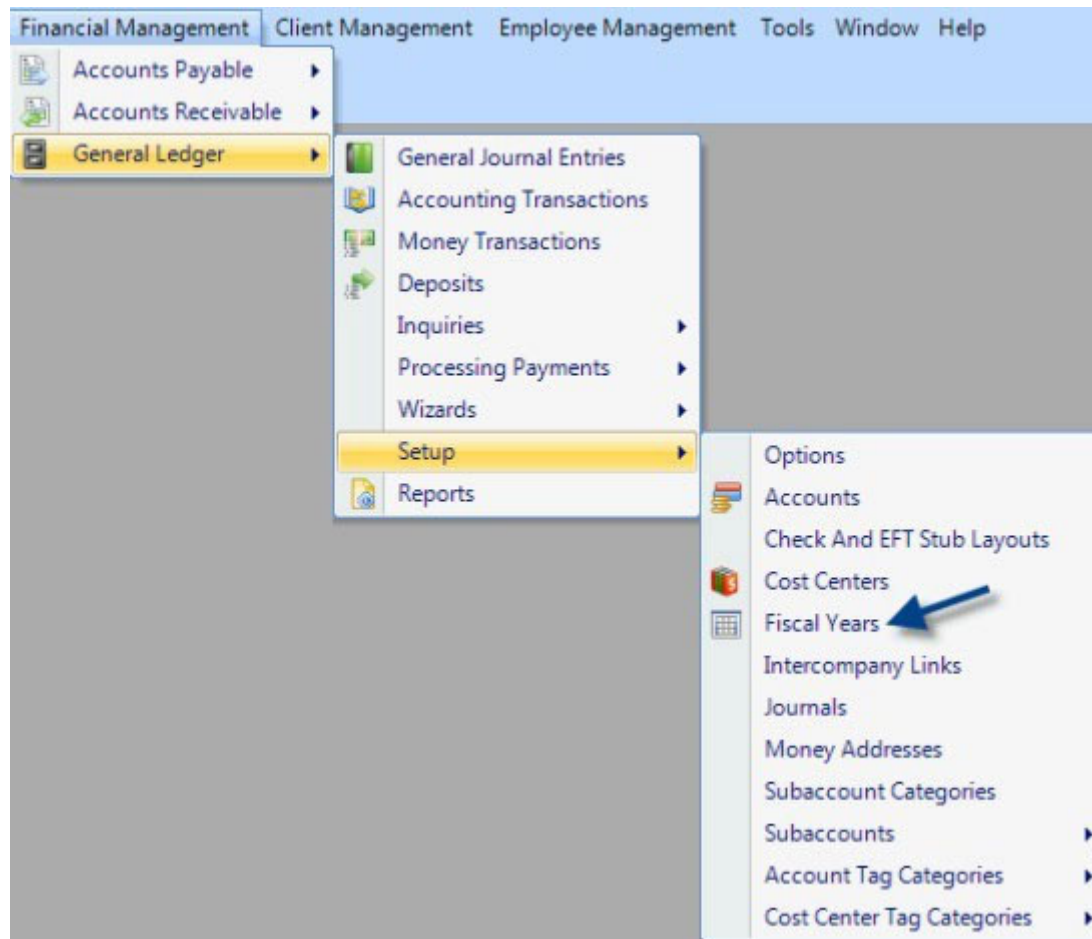 Financial Management Client Management Employee Management Tools Window Help
Accounts Payable
Accounts Receivable
General Ledger
General Journal Entries
Accounting Transactions
Money Transactions
Deposits
Inquiries
Processing Payments
Wizards
Setup
Reports
Options
Accounts
Check And EFT Stub Layouts
Cost Centers
Fiscal Years
Intercompany Links
Journals
Money Addresses
Subaccount Categories
Subaccounts
Account Tag Categories
Cost Center Tag Categories